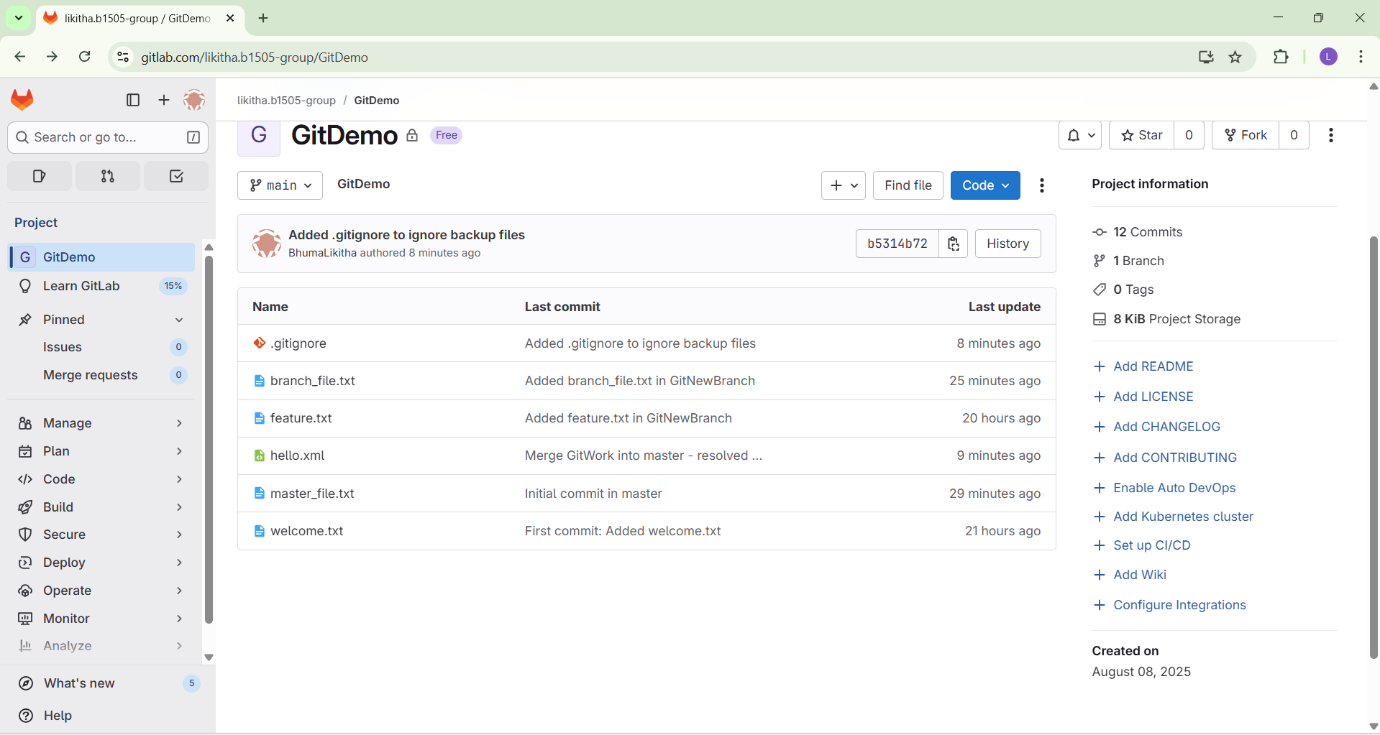 likitha.b1505-group / GitDemo
gitlab.com/likitha.b1505-group/GitDemo
L
likitha.b1505-group / GitDemo
Search or go to... /
G GitDemo Free
Star 0 Fork 0
main GitDemo
Find file Code
Project
G GitDemo
Learn GitLab 15%
Pinned
Issues 0
Merge requests 0
Manage
Plan
Code
Build
Secure
Deploy
Operate
Monitor
Analyze
What's new 5
Help
Added .gitignore to ignore backup files
BhumaLikitha authored 8 minutes ago
b5314b72 History
Name Last commit Last update
.gitignore Added .gitignore to ignore backup files 8 minutes ago
branch_file.txt Added branch_file.txt in GitNewBranch 25 minutes ago
feature.txt Added feature.txt in GitNewBranch 20 hours ago
hello.xml Merge GitWork into master - resolved ... 9 minutes ago
master_file.txt Initial commit in master 29 minutes ago
welcome.txt First commit: Added welcome.txt 21 hours ago
Project information
12 Commits
1 Branch
0 Tags
8 KiB Project Storage
Add README
Add LICENSE
Add CHANGELOG
Add CONTRIBUTING
Enable Auto DevOps
Add Kubernetes cluster
Set up CI/CD
Add Wiki
Configure Integrations
Created on
August 08, 2025